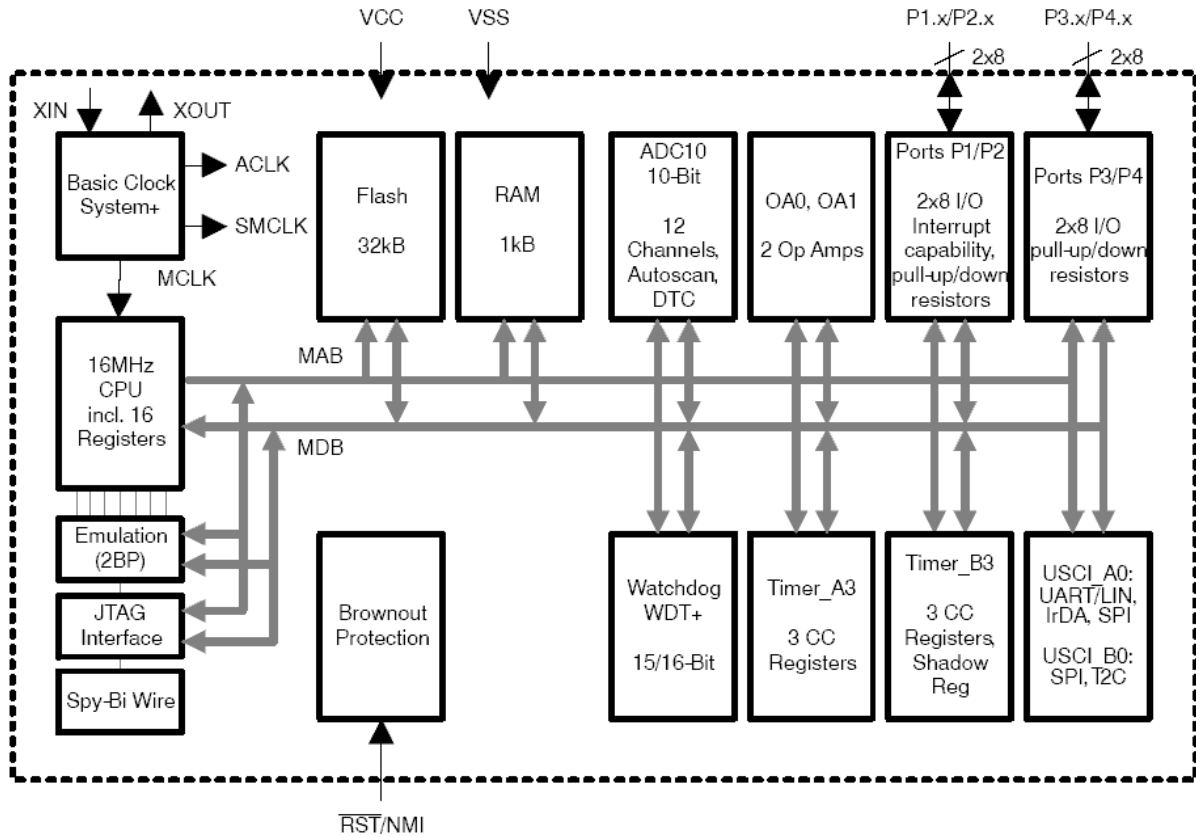 VCC
VSS
P1.x/P2.x
P3.x/P4.x
2x8
2x8
XIN
XOUT
Basic Clock
System+
ACLK
SMCLK
MCLK
Flash
32kB
RAM
1kB
ADC10
10-Bit
12
Channels,
Autoscan,
DTC
OA0, OA1
2 Op Amps
Ports P1/P2
2x8 I/O
Interrupt
capability,
pull-up/down
resistors
Ports P3/P4
2x8 I/O
pull-up/down
resistors
16MHz
CPU
incl. 16
Registers
MAB
MDB
Emulation
(2BP)
JTAG
Interface
Spy-Bi Wire
Brownout
Protection
Watchdog
WDT+
15/16-Bit
Timer_A3
3 CC
Registers
Timer_B3
3 CC
Registers,
Shadow
Reg
USCI_A0:
UART/LIN,
IrDA, SPI
USCI_B0:
SPI, I2C
RST/NMI